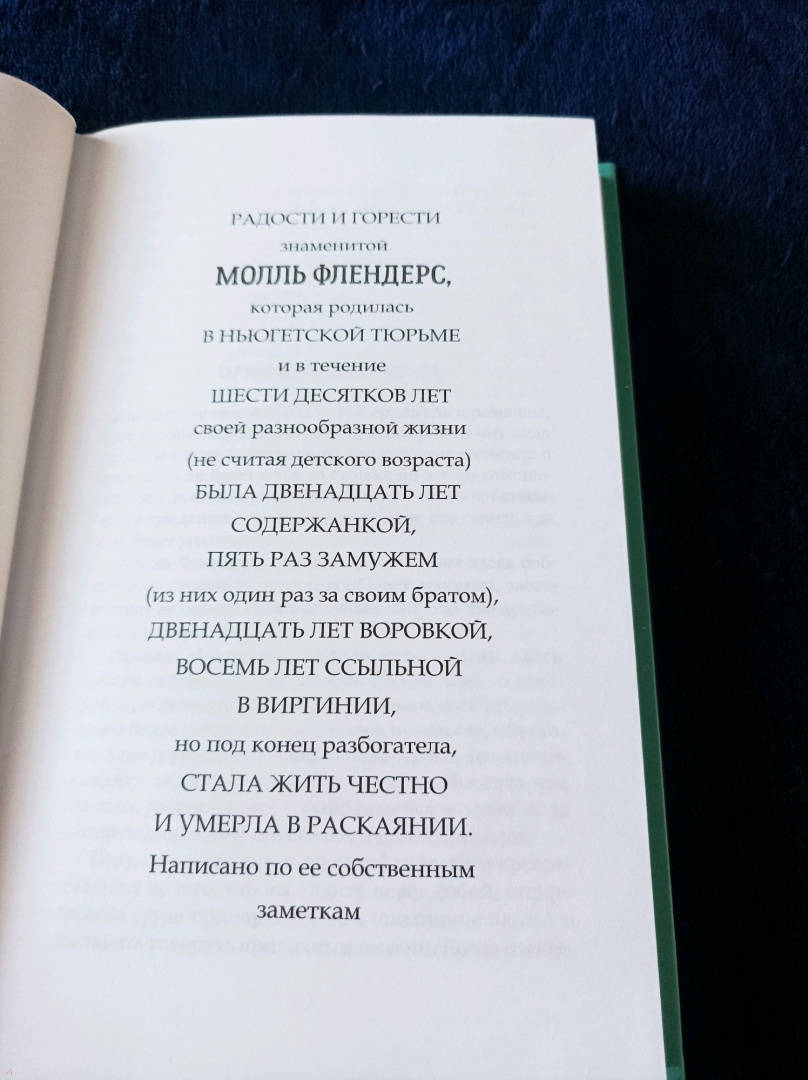 РАДОСТИ И ГОРЕСТИ
знаменитой
МОЛЛЬ ФЛЕНДЕРС,
которая родилась
В НЬЮГЕТСКОЙ ТЮРЬМЕ
и в течение
ШЕСТИ ДЕСЯТКОВ ЛЕТ
своей разнообразной жизни
(не считая детского возраста)
БЫЛА ДВЕНАДЦАТЬ ЛЕТ
СОДЕРЖАНКОЙ,
ПЯТЬ РАЗ ЗАМУЖЕМ
(из них один раз за своим братом),
ДВЕНАДЦАТЬ ЛЕТ ВОРОВКОЙ,
ВОСЕМЬ ЛЕТ ССЫЛЬНОЙ
В ВИРГИНИИ,
но под конец разбогатела,
СТАЛА ЖИТЬ ЧЕСТНО
И УМЕРЛА В РАСКАЯНИИ.
Написано по ее собственным
заметкам